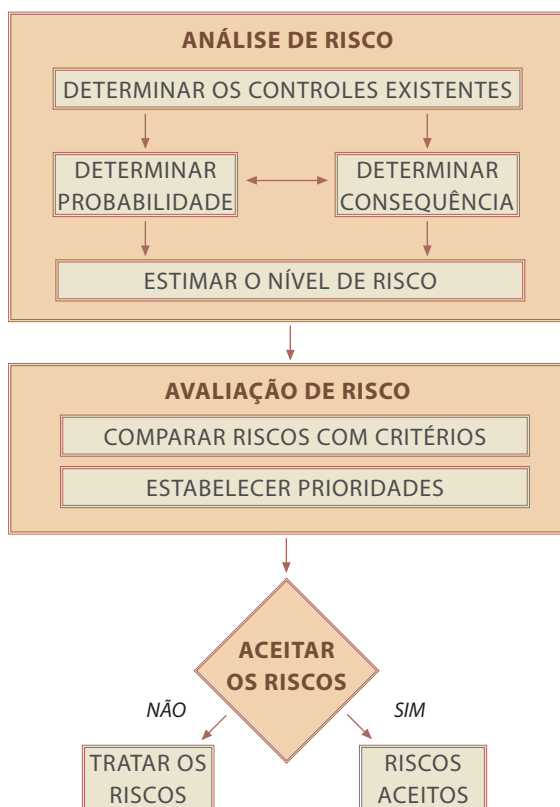 ANÁLISE DE RISCO
DETERMINAR OS CONTROLES EXISTENTES
DETERMINAR
PROBABILIDADE
DETERMINAR
CONSEQUÊNCIA
ESTIMAR O NÍVEL DE RISCO
AVALIAÇÃO DE RISCO
COMPARAR RISCOS COM CRITÉRIOS
ESTABELECER PRIORIDADES
ACEITAR
OS RISCOS
NÃO
SIM
TRATAR OS
RISCOS
RISCOS
ACEITOS